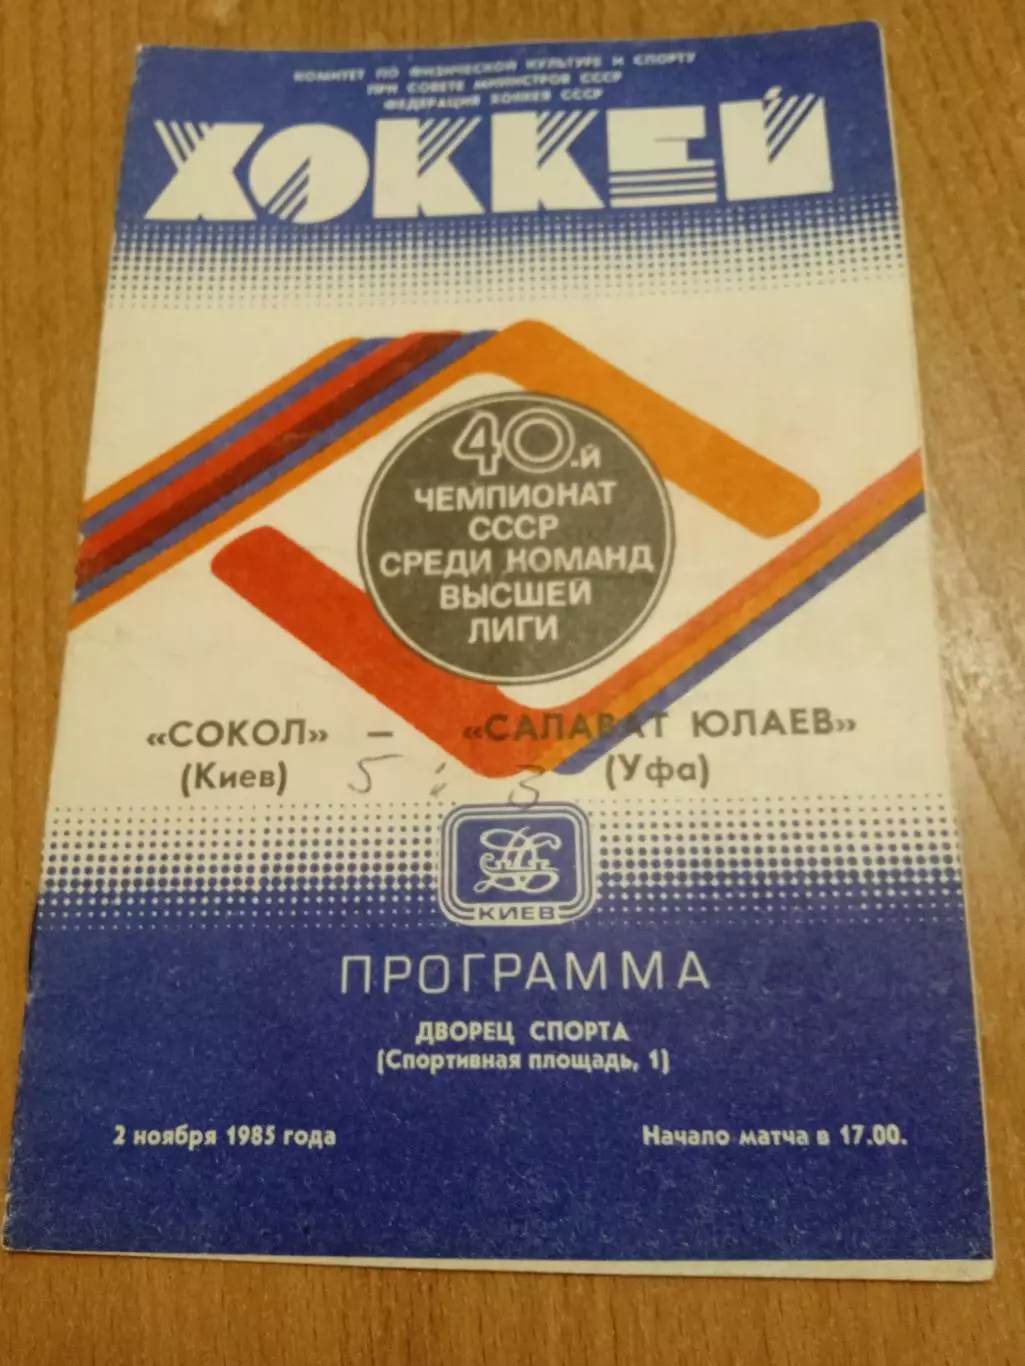 КОМИТЕТ ПО ФИЗИЧЕСКОЙ КУЛЬТУРЕ И СПОРТУ
ПРИ СОВЕТЕ МИНИСТРОВ СССР
ФЕДЕРАЦИЯ ХОККЕЯ СССР
ХОККЕЙ
40-й
ЧЕМПИОНАТ
СССР
СРЕДИ КОМАНД
ВЫСШЕЙ
ЛИГИ
«СОКОЛ» — «САЛАВАТ ЮЛАЕВ»
(Киев) 5 : 3 (Уфа)
КИЕВ
ПРОГРАММА
ДВОРЕЦ СПОРТА
(Спортивная площадь, 1)
2 ноября 1985 года Начало матча в 17.00.